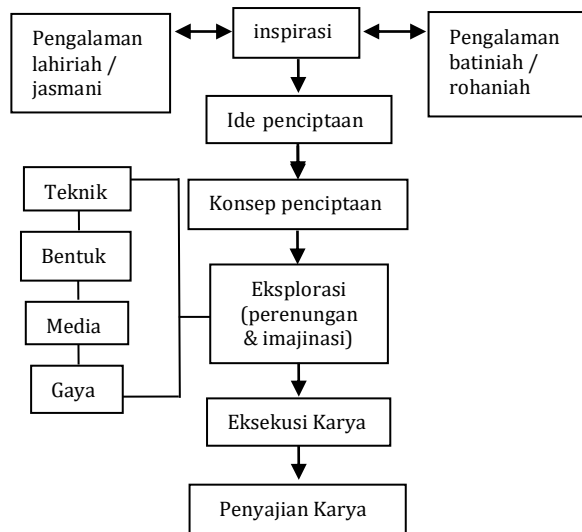 Pengalaman
lahiriah /
jasmani
inspirasi
Pengalaman
batiniah /
rohaniah
Ide penciptaan
Konsep penciptaan
Teknik
Bentuk
Media
Gaya
Eksplorasi
(perenungan
& imajinasi)
Eksekusi Karya
Penyajian Karya